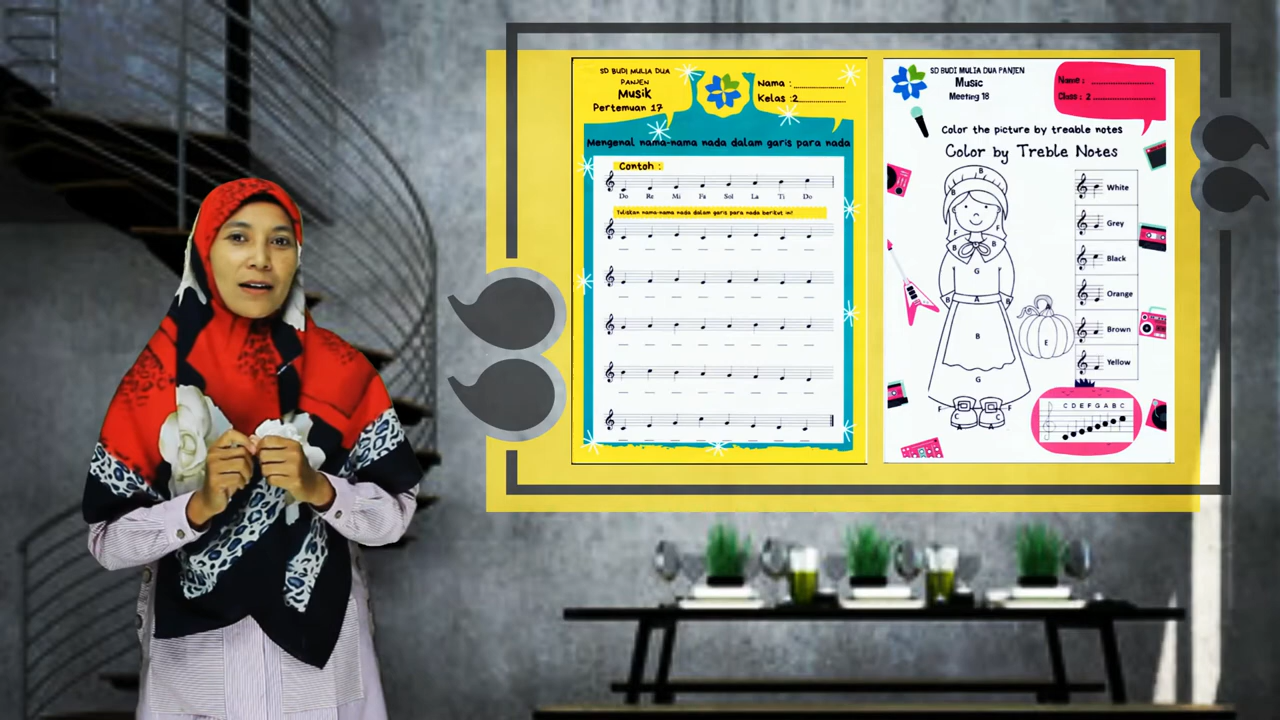 SD BUDI MULIA DUA
PANJEN
Musik
Pertemuan 17
Nama : ........................
Kelas :2........................
Mengenal nama-nama nada dalam garis para nada
Contoh :
Do Re Mi Fa Sol La Ti Do
Tuliskan nama-nama nada dalam garis para nada berikut ini!
SD BUDI MULIA DUA PANJEN
Music
Meeting 18
Name : ........................
Class : 2 ........................
Color the picture by treable notes
Color by Treble Notes
B
B
F
F
B
B
G
B
A
B
B
G
F
F
E
White
Grey
Black
Orange
Brown
Yellow
C D E F G A B C